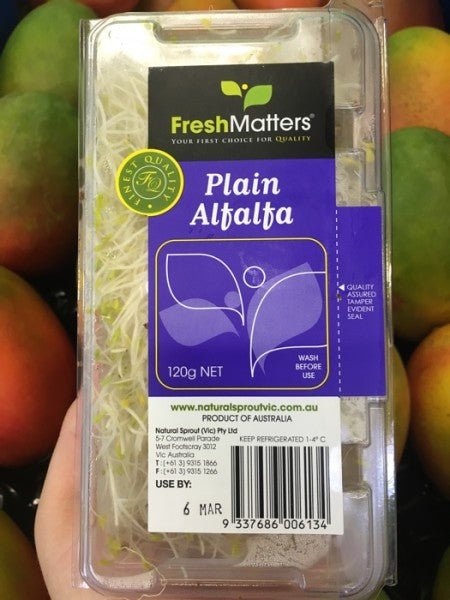 FreshMatters®
YOUR FIRST CHOICE FOR QUALITY
FINEST QUALITY
FQ
Plain
Alfalfa
QUALITY
ASSURED
TAMPER
EVIDENT
SEAL
WASH
BEFORE
USE
120g NET
www.naturalsproutvic.com.au
PRODUCT OF AUSTRALIA
Natural Sprout (Vic) Pty Ltd
5-7 Cromwell Parade
West Footscray 3012
Vic Australia
T : (+61 3) 9315 1866
F : (+61 3) 9315 1266
KEEP REFRIGERATED 1-4° C
USE BY:
6 MAR
9 337686 006134